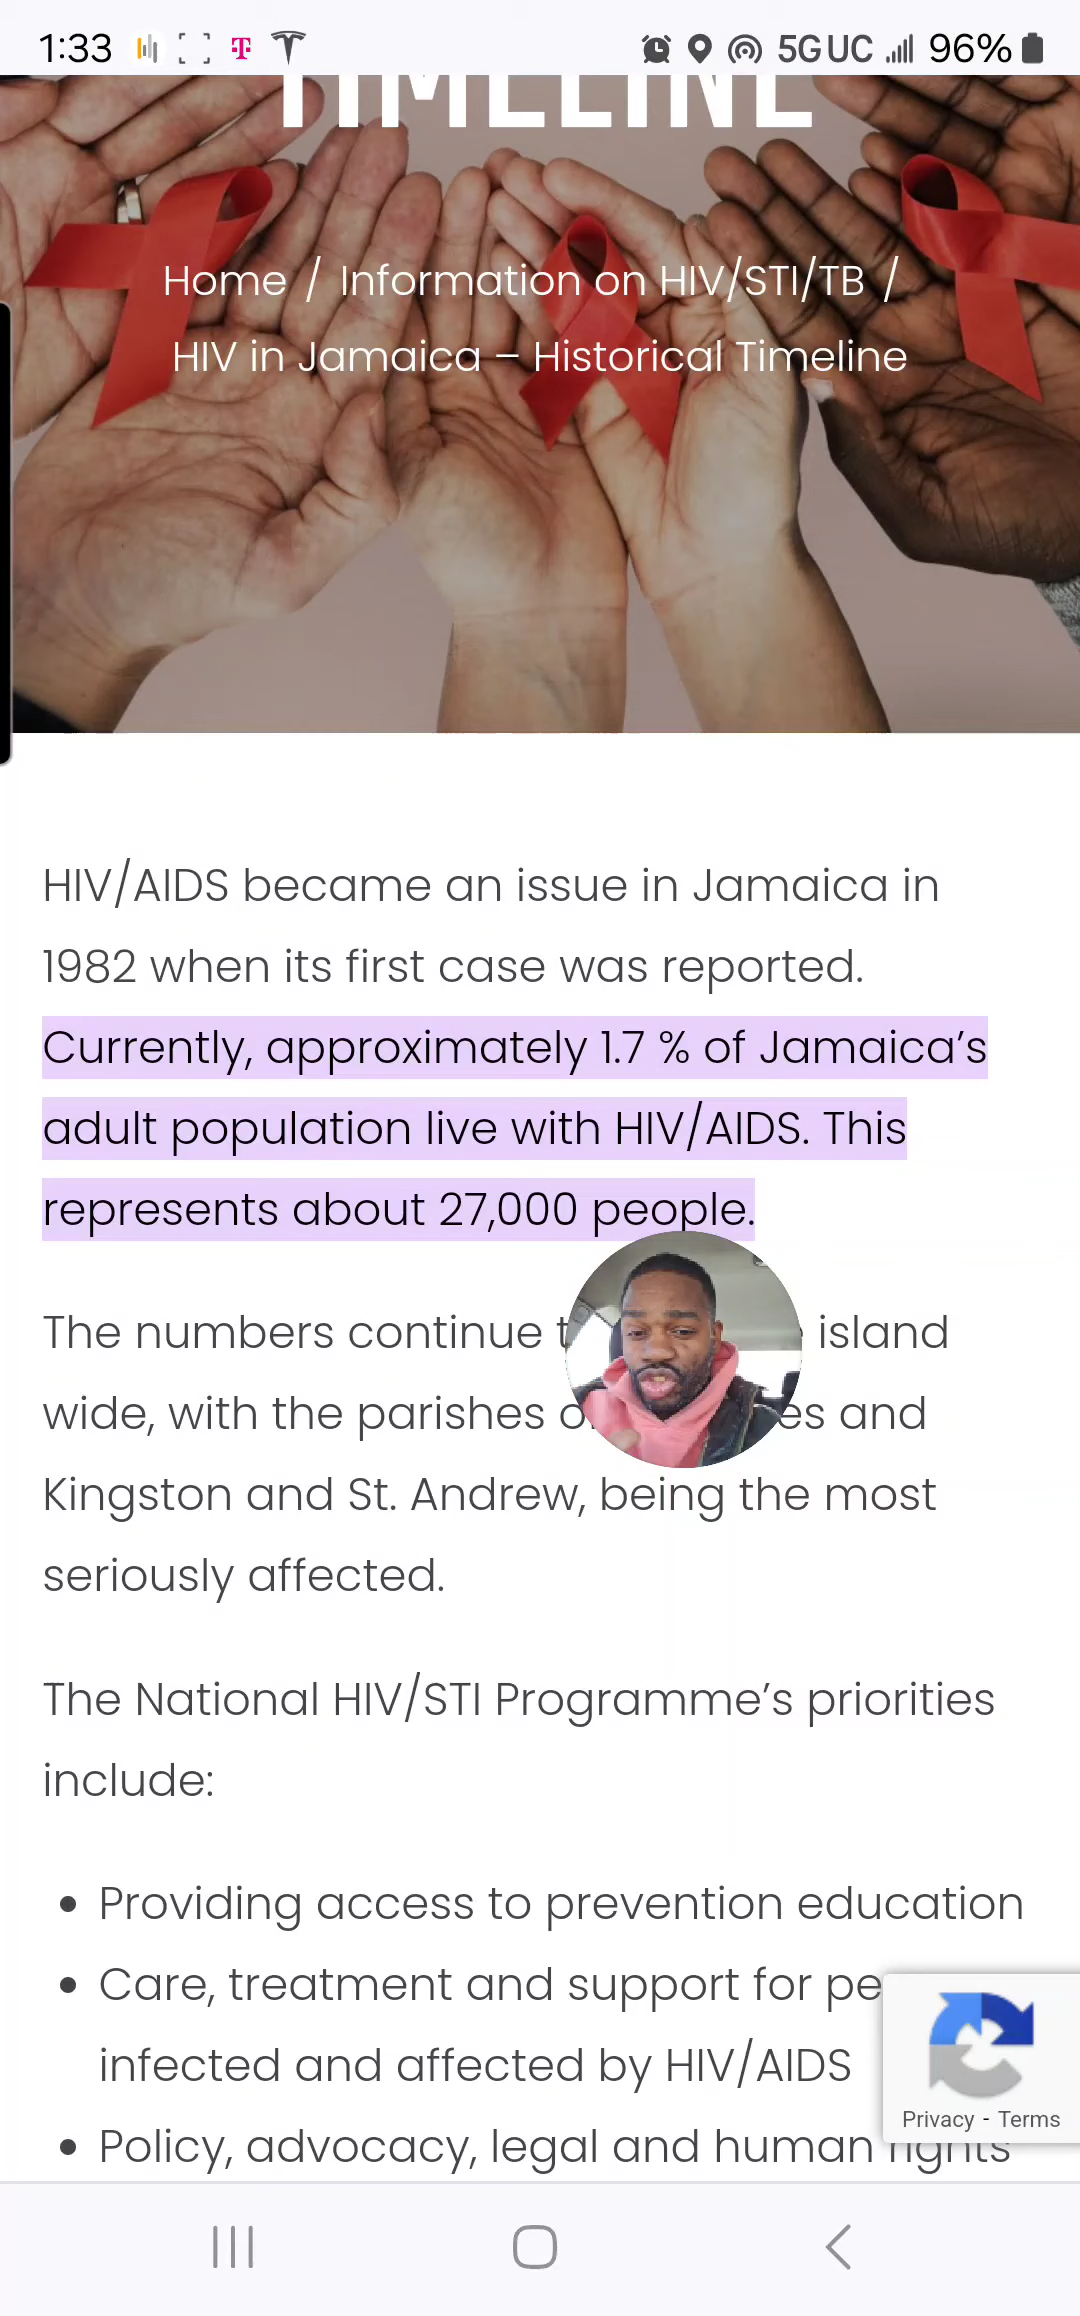 1:33 5G UC 96%
TIMELINE
Home / Information on HIV/STI/TB /
HIV in Jamaica – Historical Timeline
HIV/AIDS became an issue in Jamaica in
1982 when its first case was reported.
Currently, approximately 1.7 % of Jamaica’s
adult population live with HIV/AIDS. This
represents about 27,000 people.
The numbers continue island
wide, with the parishes and
Kingston and St. Andrew, being the most
seriously affected.
The National HIV/STI Programme’s priorities
include:
• Providing access to prevention education
• Care, treatment and support for
infected and affected by HIV/AIDS
• Policy, advocacy, legal and human rights
Privacy - Terms